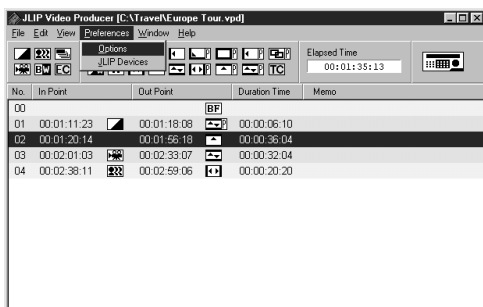 JLIP Video Producer [C:\Travel\Europe Tour.vpd]
File Edit View Preferences Window Help
Options
JLIP Devices
BW EC TC
Elapsed Time
00:01:35:13
No. In Point Out Point Duration Time Memo
00 BF
01 00:01:11:23 00:01:18:08 P 00:00:06:10
02 00:01:20:14 00:01:56:18 00:00:36:04
03 00:02:01:03 00:02:33:07 00:00:32:04
04 00:02:38:11 00:02:59:06 00:00:20:20